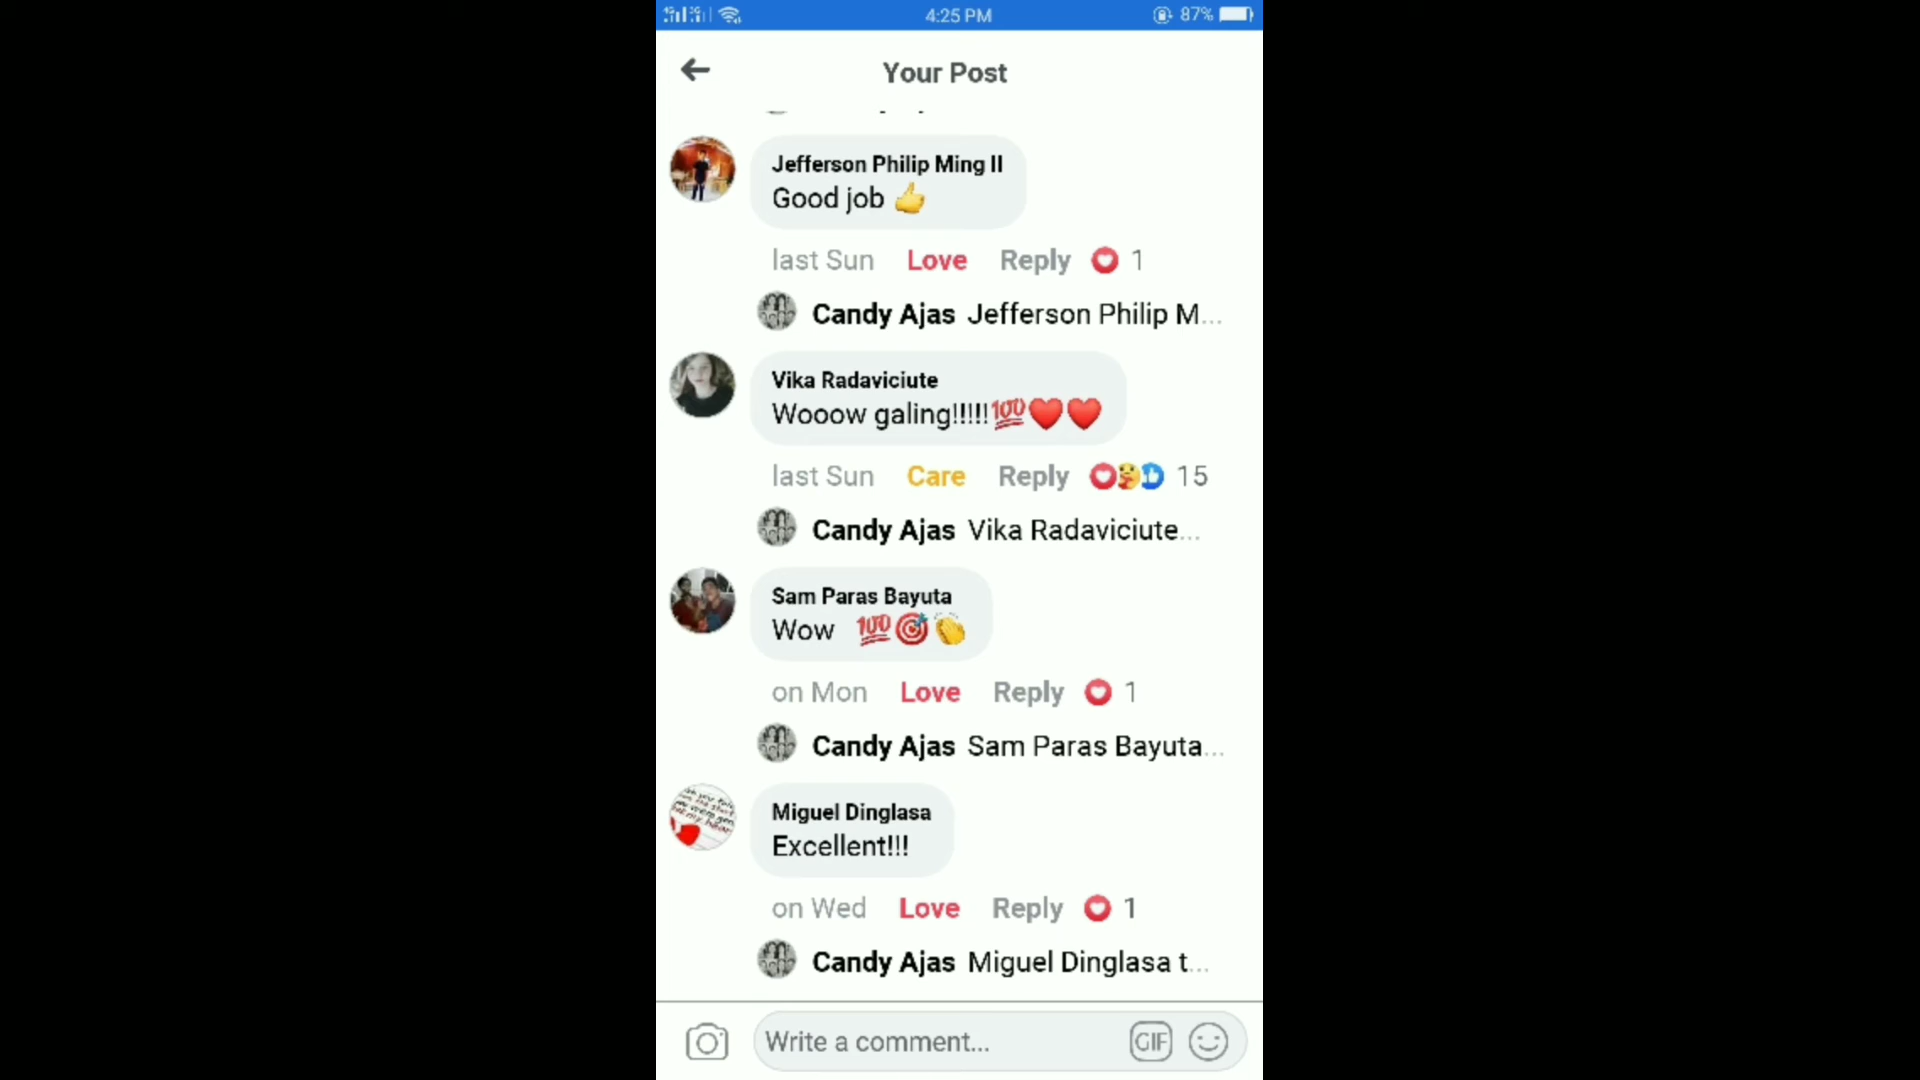 4:25 PM
87%
Your Post
Jefferson Philip Ming II
Good job 👍
last Sun Love Reply 1
Candy Ajas Jefferson Philip M...
Vika Radaviciute
Wooow galing!!!!!💯❤️❤️
last Sun Care Reply 15
Candy Ajas Vika Radaviciute...
Sam Paras Bayuta
Wow 💯🎯👏
on Mon Love Reply 1
Candy Ajas Sam Paras Bayuta...
Miguel Dinglasa
Excellent!!!
on Wed Love Reply 1
Candy Ajas Miguel Dinglasa t...
Write a comment...
GIF